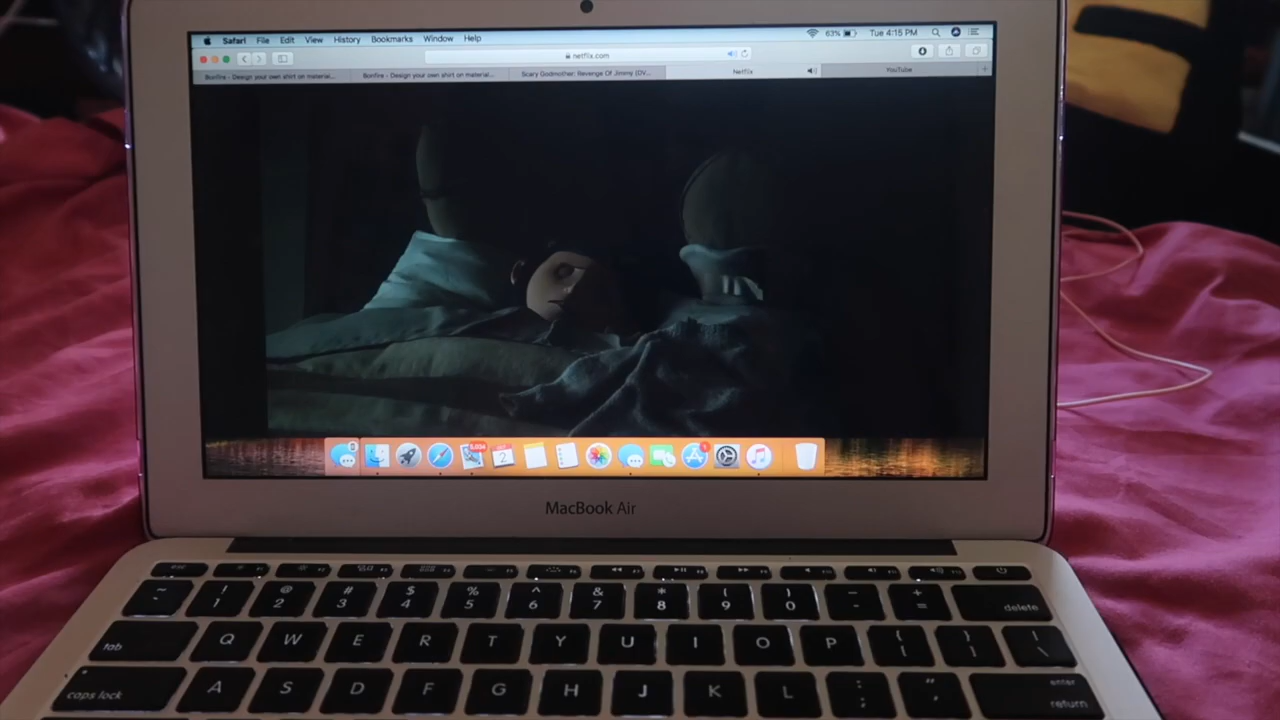 Safari File Edit View History Bookmarks Window Help 63% Tue 4:15 PM
netflix.com
Bonfire - Design your own shirt on material... Bonfire - Design your own shirt on material... Scary Godmother: Revenge Of Jimmy (DV... Netflix YouTube
2
MacBook Air
esc
~ ! @ # $ % ^ & * ( ) - +
1 2 3 4 5 6 7 8 9 0 = delete
tab Q W E R T Y U I O P { } |
[ ] \
caps lock A S D F G H J K L : " enter
; ' return